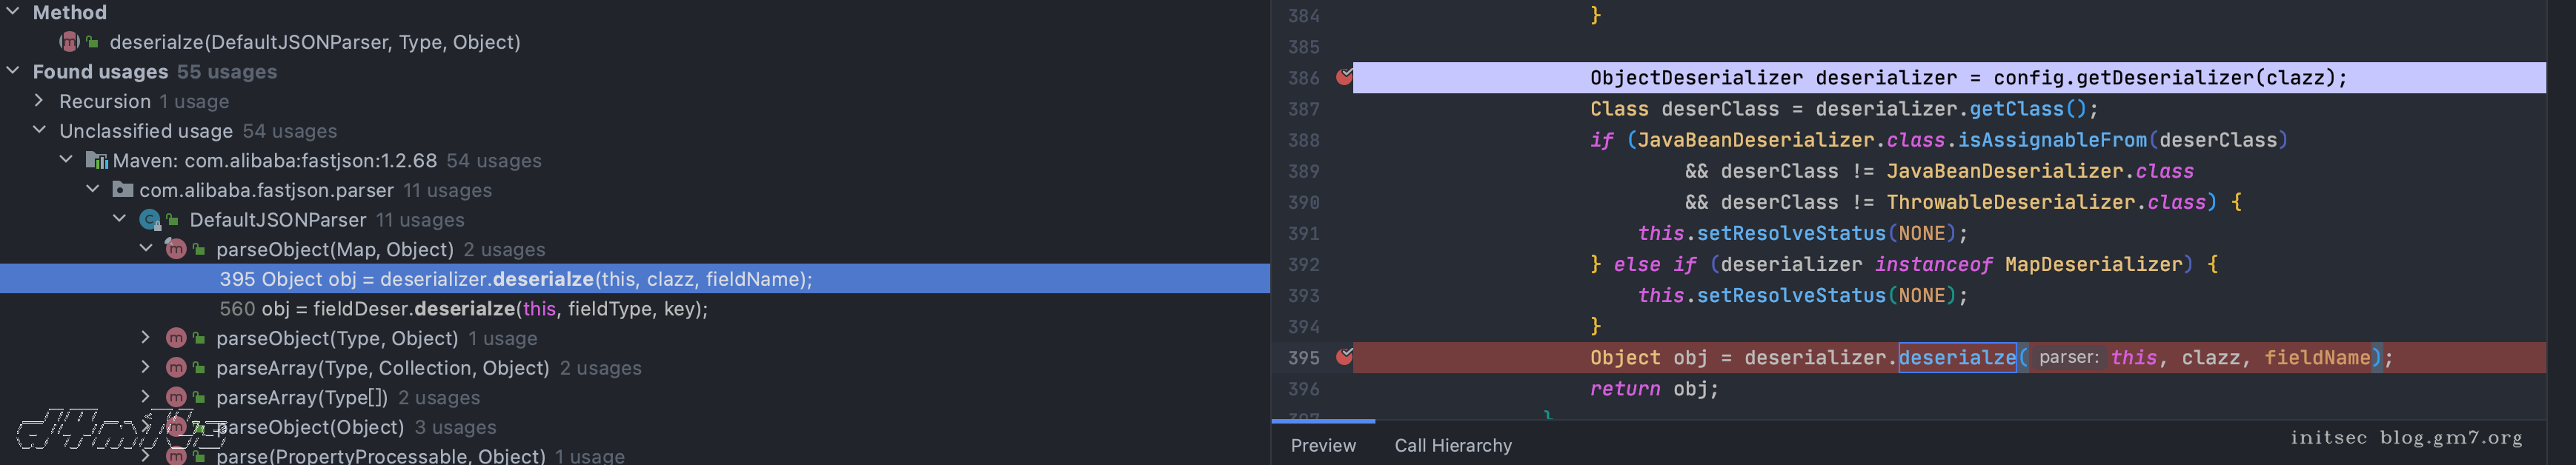 Method
deserialze(DefaultJSONParser, Type, Object)
Found usages 55 usages
Recursion 1 usage
Unclassified usage 54 usages
Maven: com.alibaba:fastjson:1.2.68 54 usages
com.alibaba.fastjson.parser 11 usages
DefaultJSONParser 11 usages
parseObject(Map, Object) 2 usages
395 Object obj = deserializer.deserialze(this, clazz, fieldName);
560 obj = fieldDeser.deserialze(this, fieldType, key);
parseObject(Type, Object) 1 usage
parseArray(Type, Collection, Object) 2 usages
parseArray(Type[]) 2 usages
parseObject(Object) 3 usages
parse(PropertyProcessable, Object) 1 usage
384 }
385
386 ObjectDeserializer deserializer = config.getDeserializer(clazz);
387 Class deserClass = deserializer.getClass();
388 if (JavaBeanDeserializer.class.isAssignableFrom(deserClass)
389 && deserClass != JavaBeanDeserializer.class
390 && deserClass != ThrowableDeserializer.class) {
391 this.setResolveStatus(NONE);
392 } else if (deserializer instanceof MapDeserializer) {
393 this.setResolveStatus(NONE);
394 }
395 Object obj = deserializer.deserialze( parser: this, clazz, fieldName);
396 return obj;
397 }
Preview Call Hierarchy
initsec blog.gm7.org